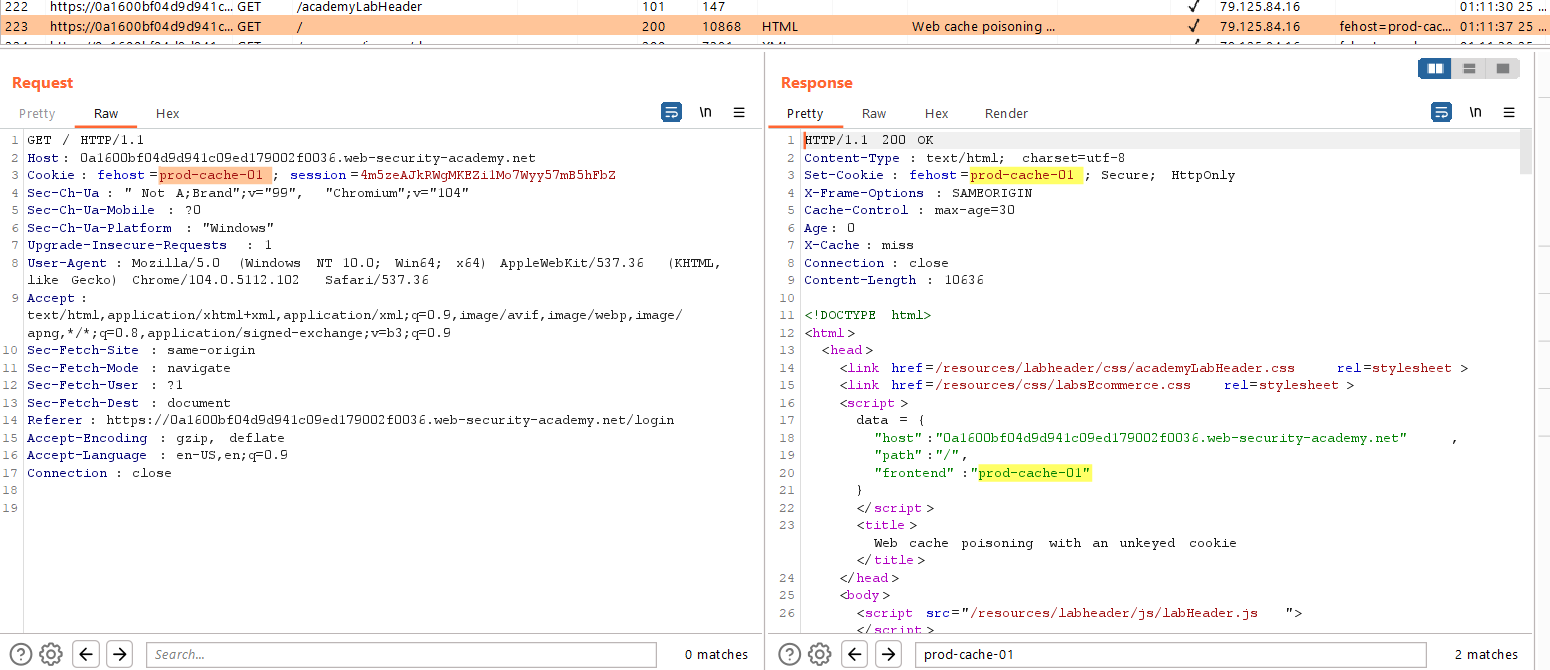 222 https://0a1600bf04d9d941c... GET /academyLabHeader 101 147 ✓ 79.125.84.16 01:11:30 25 ...
223 https://0a1600bf04d9d941c... GET / 200 10868 HTML Web cache poisoning ... ✓ 79.125.84.16 fehost=prod-cac... 01:11:37 25 ...
Request
Pretty Raw Hex \n
1 GET / HTTP/1.1
2 Host : 0a1600bf04d9d941c09ed179002f0036.web-security-academy.net
3 Cookie : fehost =prod-cache-01 ; session =4m5zeAJkRWgMKEZilMo7Wyy57mB5hFbZ
4 Sec-Ch-Ua : " Not A;Brand";v="99", "Chromium";v="104"
5 Sec-Ch-Ua-Mobile : ?0
6 Sec-Ch-Ua-Platform : "Windows"
7 Upgrade-Insecure-Requests : 1
8 User-Agent : Mozilla/5.0 (Windows NT 10.0; Win64; x64) AppleWebKit/537.36 (KHTML,
like Gecko) Chrome/104.0.5112.102 Safari/537.36
9 Accept :
text/html,application/xhtml+xml,application/xml;q=0.9,image/avif,image/webp,image/
apng,*/*;q=0.8,application/signed-exchange;v=b3;q=0.9
10 Sec-Fetch-Site : same-origin
11 Sec-Fetch-Mode : navigate
12 Sec-Fetch-User : ?1
13 Sec-Fetch-Dest : document
14 Referer : https://0a1600bf04d9d941c09ed179002f0036.web-security-academy.net/login
15 Accept-Encoding : gzip, deflate
16 Accept-Language : en-US,en;q=0.9
17 Connection : close
18
19
Search... 0 matches
Response
Pretty Raw Hex Render \n
1 HTTP/1.1 200 OK
2 Content-Type : text/html; charset=utf-8
3 Set-Cookie : fehost=prod-cache-01 ; Secure; HttpOnly
4 X-Frame-Options : SAMEORIGIN
5 Cache-Control : max-age=30
6 Age : 0
7 X-Cache : miss
8 Connection : close
9 Content-Length : 10636
10
11 <!DOCTYPE html>
12 <html >
13 <head >
14 <link href =/resources/labheader/css/academyLabHeader.css rel=stylesheet >
15 <link href =/resources/css/labsEcommerce.css rel=stylesheet >
16 <script >
17 data = {
18 "host" :"0a1600bf04d9d941c09ed179002f0036.web-security-academy.net" ,
19 "path" :"/",
20 "frontend" :"prod-cache-01"
21 }
22 </script >
23 <title >
Web cache poisoning with an unkeyed cookie
</title >
24 </head >
25 <body >
26 <script src="/resources/labheader/js/labHeader.js ">
</script >
prod-cache-01 2 matches